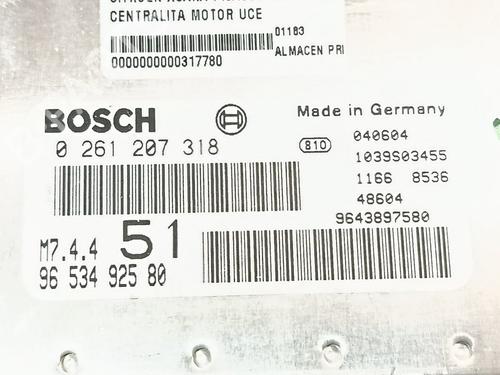 CENTRALITA MOTOR UCE
01183
0000000000317780
ALMACEN PRI
BOSCH
Made in Germany
0 261 207 318
810
040604
1039S03455
1166 8536
48604
9643897580
M7.4.4 51
96 534 925 80